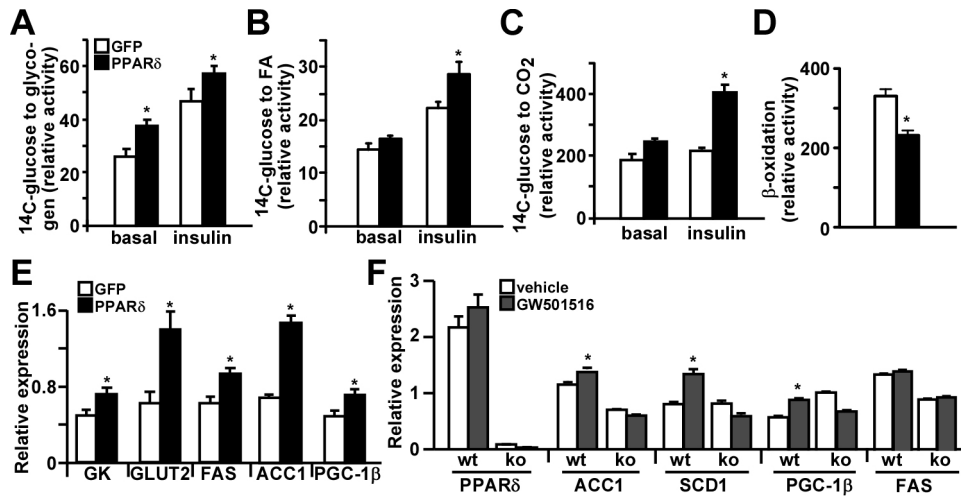 A
GFP
PPARδ
14C-glucose to glyco-
gen (relative activity)
60
40
20
0
*
*
basal
insulin
B
14C-glucose to FA
(relative activity)
30
20
10
0
*
basal
insulin
C
14C-glucose to CO2
(relative activity)
400
200
0
*
basal
insulin
D
β-oxidation
(relative activity)
400
200
0
*
E
GFP
PPARδ
Relative expression
1.6
0.8
0
*
*
*
*
*
GK
GLUT2
FAS
ACC1
PGC-1β
F
vehicle
GW501516
Relative expression
3
2
1
0
*
*
*
wt ko wt ko wt ko wt ko wt ko
PPARδ
ACC1
SCD1
PGC-1β
FAS